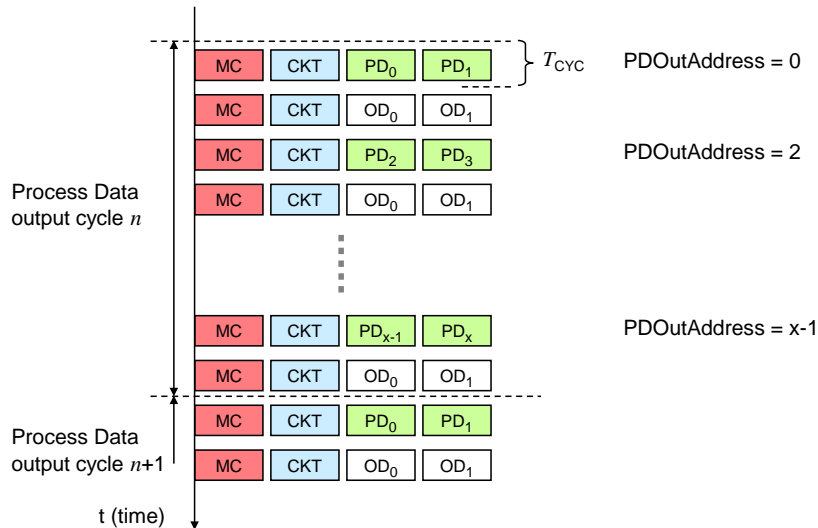 MC CKT PD0 PD1 TCYC PDOutAddress = 0
MC CKT OD0 OD1
MC CKT PD2 PD3 PDOutAddress = 2
MC CKT OD0 OD1
Process Data
output cycle n
MC CKT PDx-1 PDx PDOutAddress = x-1
MC CKT OD0 OD1
MC CKT PD0 PD1
MC CKT OD0 OD1
Process Data
output cycle n+1
t (time)